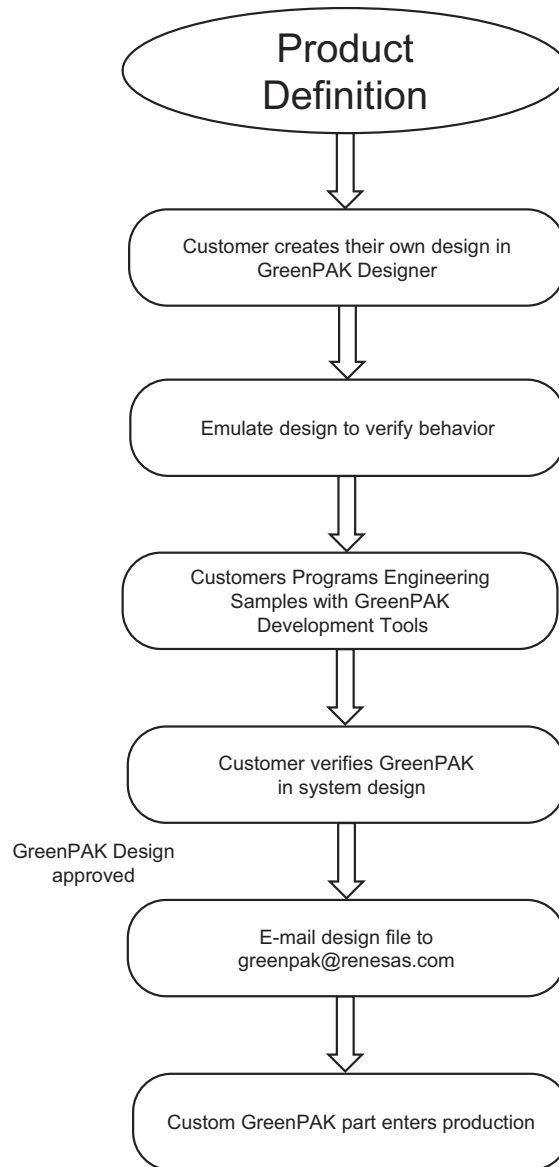 Product
Definition
Customer creates their own design in
GreenPAK Designer
Emulate design to verify behavior
Customers Programs Engineering
Samples with GreenPAK
Development Tools
Customer verifies GreenPAK
in system design
GreenPAK Design
approved
E-mail design file to
greenpak@renesas.com
Custom GreenPAK part enters production